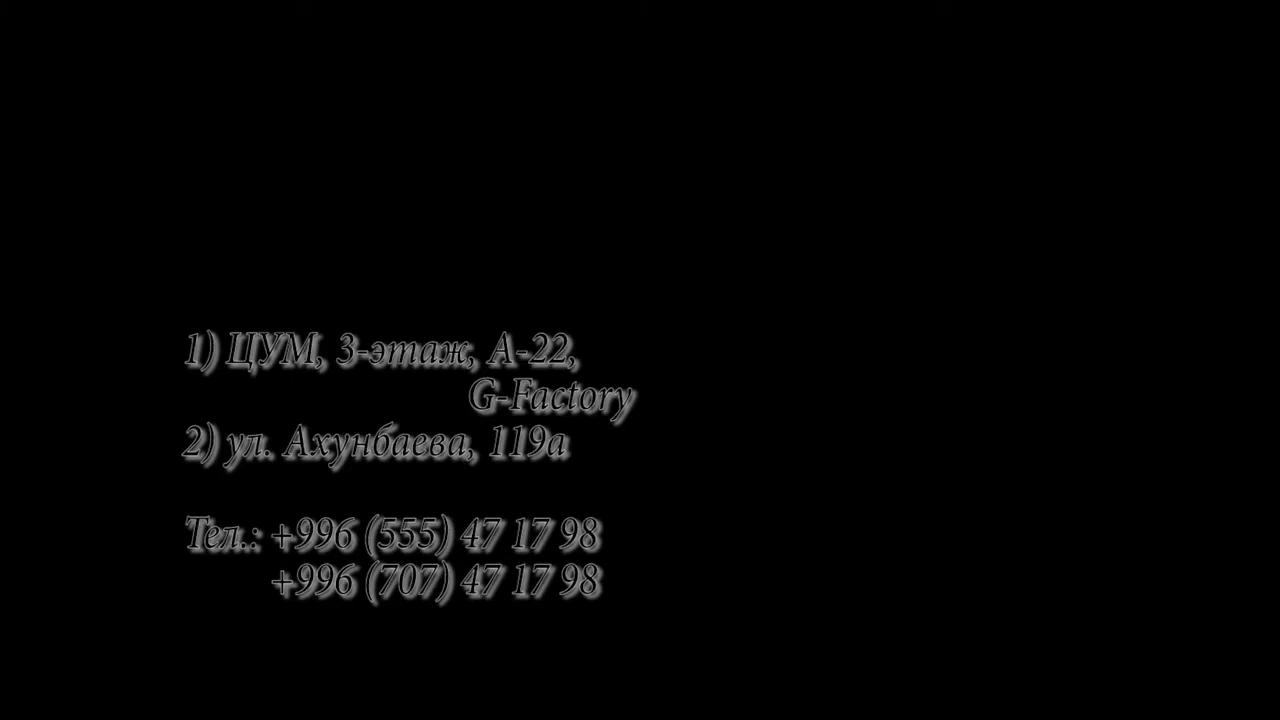 1) ЦУМ, 3-этаж, А-22,
G-Factory
2) ул. Ахунбаева, 119а
Тел.: +996 (555) 47 17 98
+996 (707) 47 17 98